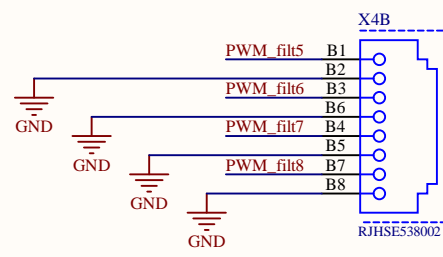 X4B
PWM_filt5 B1
B2
PWM_filt6 B3
GND B6
PWM_filt7 B4
GND B5
PWM_filt8 B7
GND B8
GND
RJHSE538002